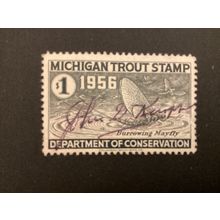 MICHIGAN TROUT STAMP
$1 1956
Burrowing Mayfly
DEPARTMENT OF CONSERVATION